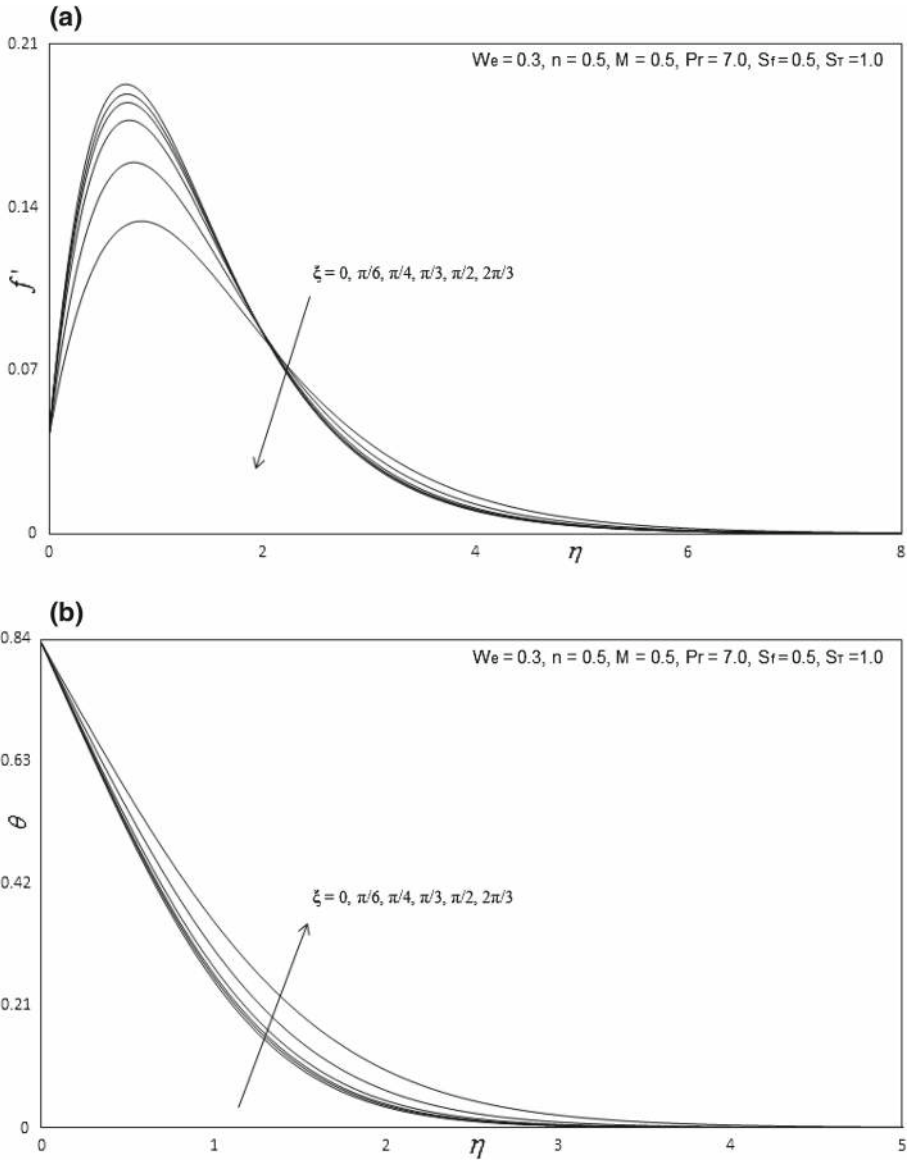 (a)
0.21
We = 0.3, n = 0.5, M = 0.5, Pr = 7.0, Sf = 0.5, ST =1.0
0.14
f'
ξ = 0, π/6, π/4, π/3, π/2, 2π/3
0.07
0
0 2 4 η 6 8
(b)
0.84
We = 0.3, n = 0.5, M = 0.5, Pr = 7.0, Sf = 0.5, ST =1.0
0.63
θ
0.42
ξ = 0, π/6, π/4, π/3, π/2, 2π/3
0.21
0
0 1 2 η 3 4 5